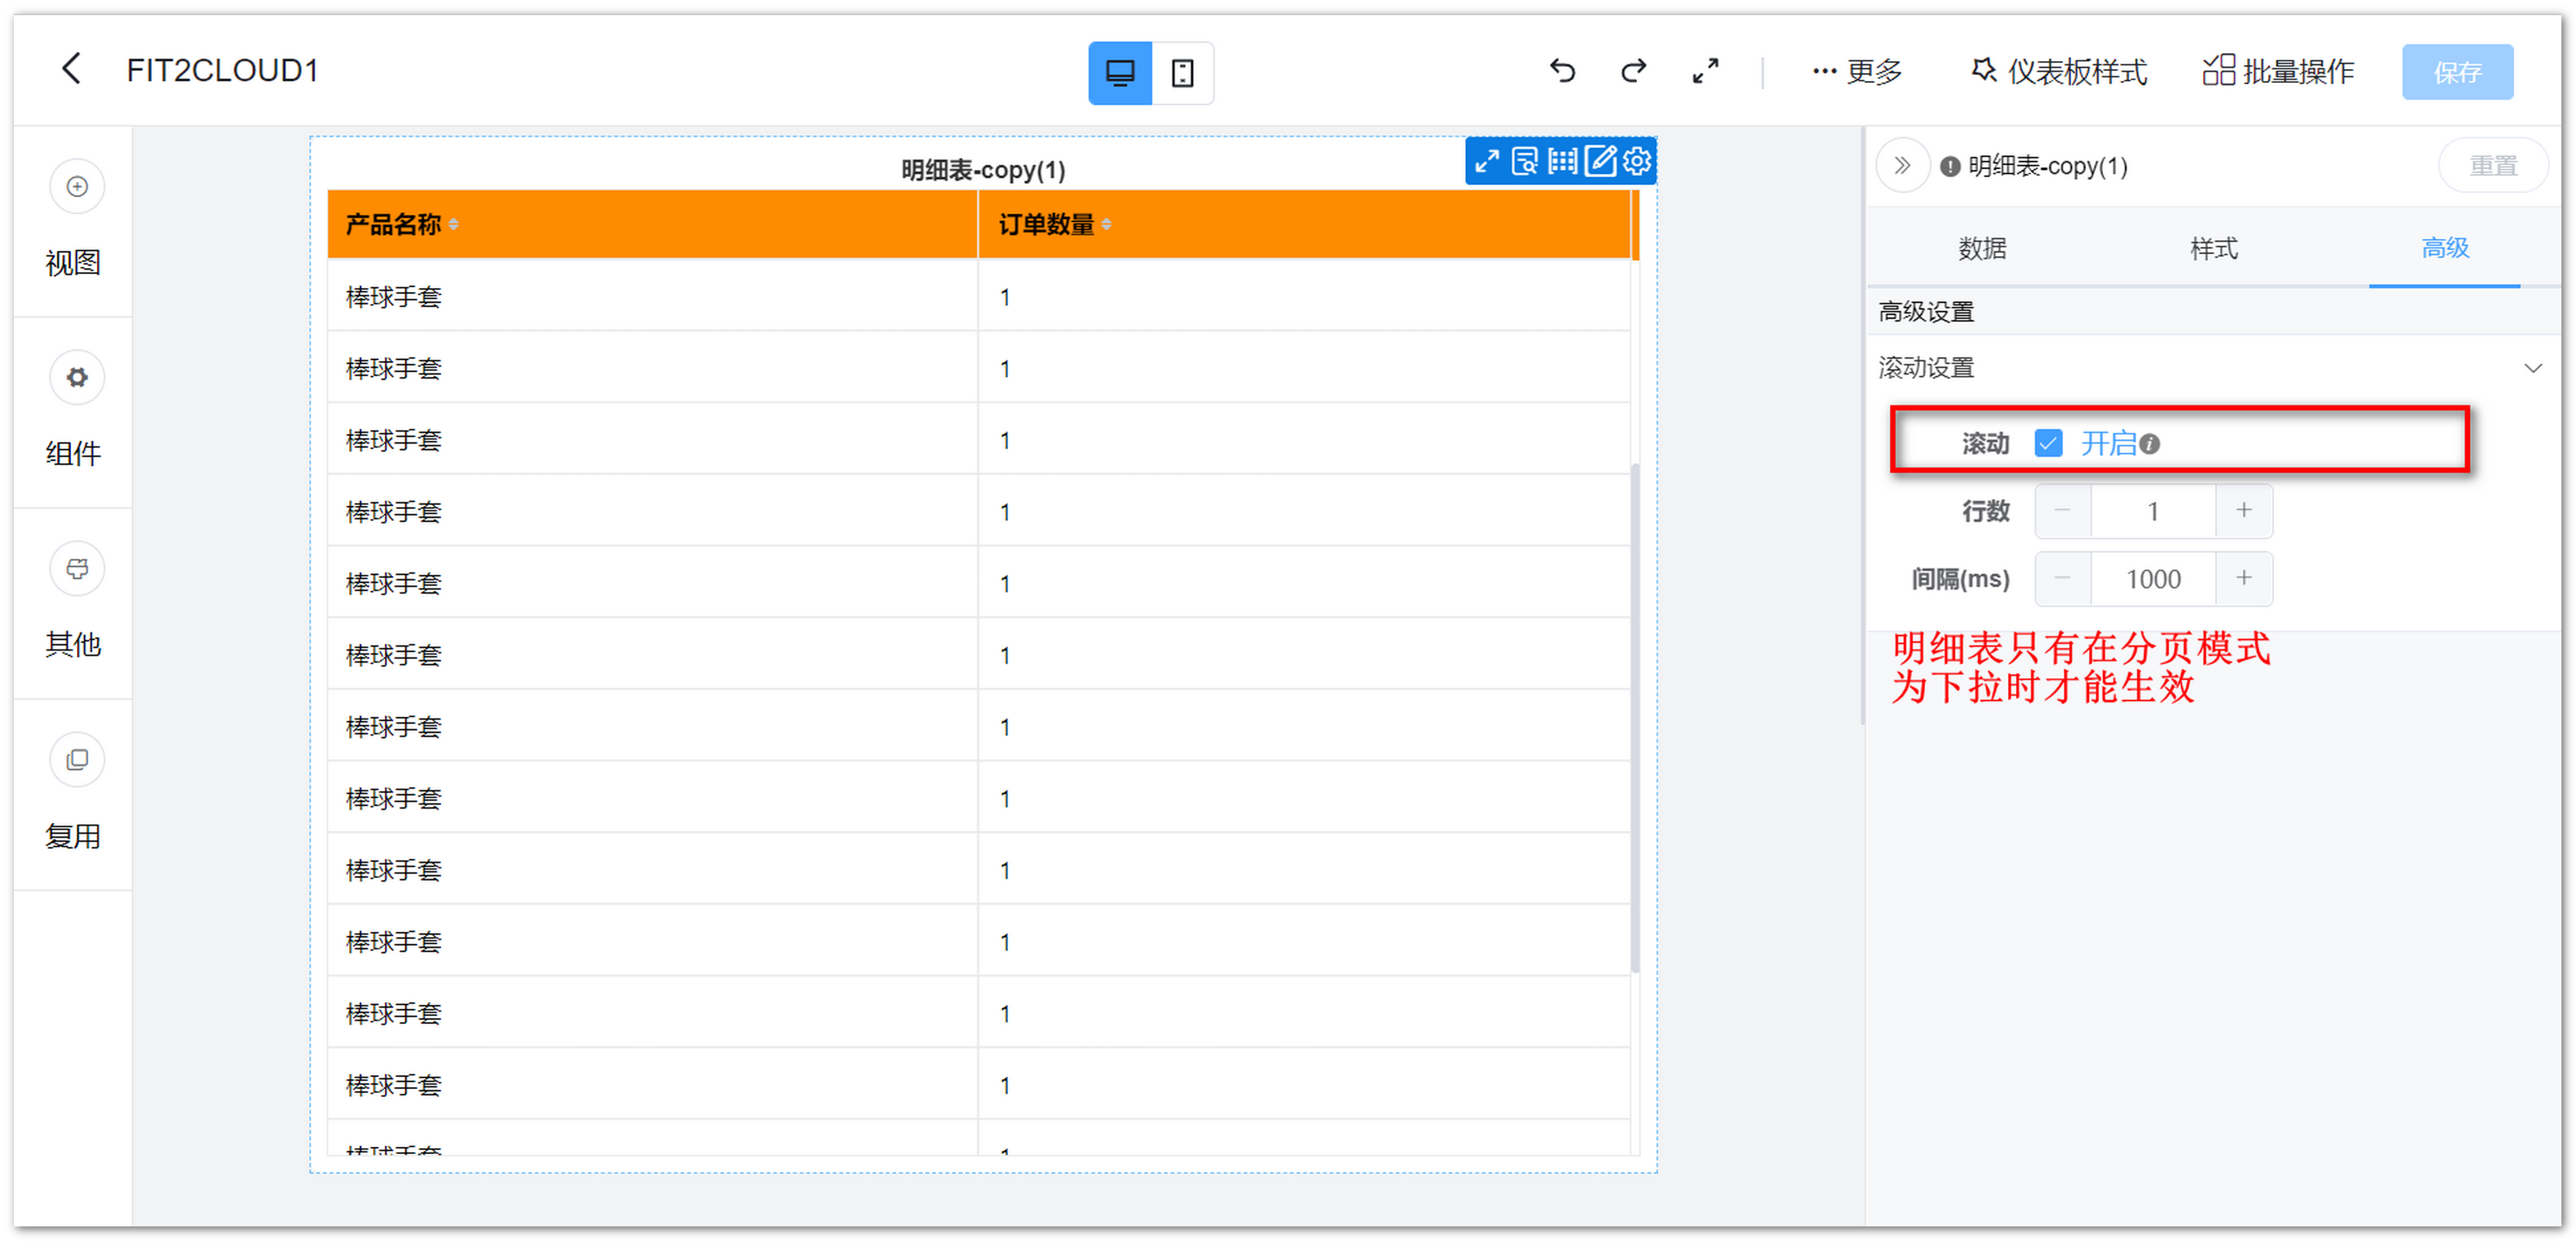 FIT2CLOUD1
更多
仪表板样式
批量操作
保存
视图
组件
其他
复用
明细表-copy(1)
产品名称 订单数量
棒球手套 1
棒球手套 1
棒球手套 1
棒球手套 1
棒球手套 1
棒球手套 1
棒球手套 1
棒球手套 1
棒球手套 1
棒球手套 1
棒球手套 1
棒球手套 1
棒球手套 1
明细表-copy(1)
重置
数据 样式 高级
高级设置
滚动设置
滚动 开启
行数 1
间隔(ms) 1000
明细表只有在分页模式
为下拉时才能生效